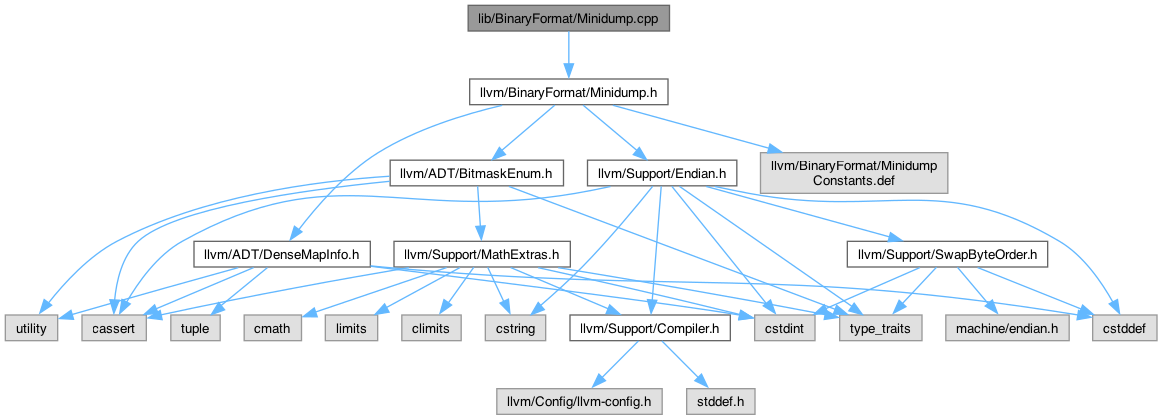 lib/BinaryFormat/Minidump.cpp
llvm/BinaryFormat/Minidump.h
llvm/ADT/BitmaskEnum.h
llvm/Support/Endian.h
llvm/BinaryFormat/Minidump
Constants.def
llvm/ADT/DenseMapInfo.h
llvm/Support/MathExtras.h
llvm/Support/SwapByteOrder.h
utility
cassert
tuple
cmath
limits
climits
cstring
llvm/Support/Compiler.h
cstdint
type_traits
machine/endian.h
cstddef
llvm/Config/llvm-config.h
stddef.h